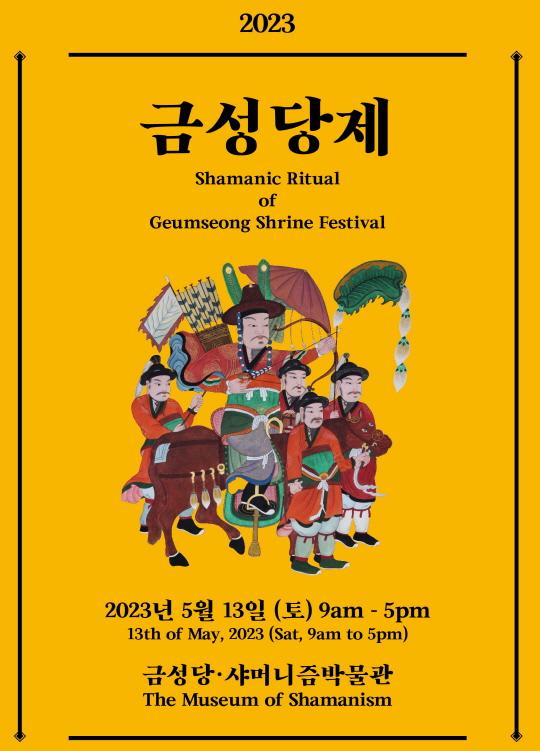 2023
금성당제
Shamanic Ritual
of
Geumseong Shrine Festival
2023년 5월 13일 (토) 9am - 5pm
13th of May, 2023 (Sat, 9am to 5pm)
금성당·샤머니즘박물관
The Museum of Shamanism